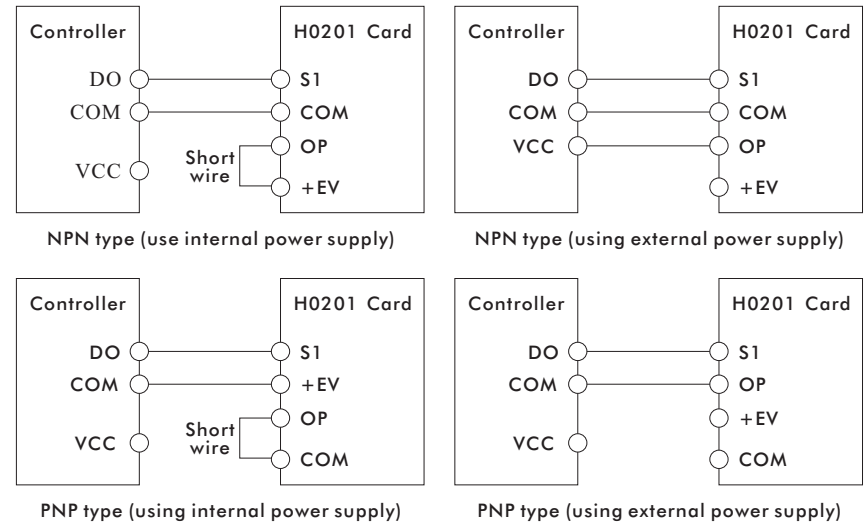 Controller
H0201 Card
DO
S1
COM
COM
OP
Short
wire
VCC
+EV
NPN type (use internal power supply)
Controller
H0201 Card
DO
S1
COM
COM
VCC
OP
+EV
NPN type (using external power supply)
Controller
H0201 Card
DO
S1
COM
+EV
OP
Short
wire
VCC
COM
PNP type (using internal power supply)
Controller
H0201 Card
DO
S1
COM
OP
+EV
VCC
COM
PNP type (using external power supply)